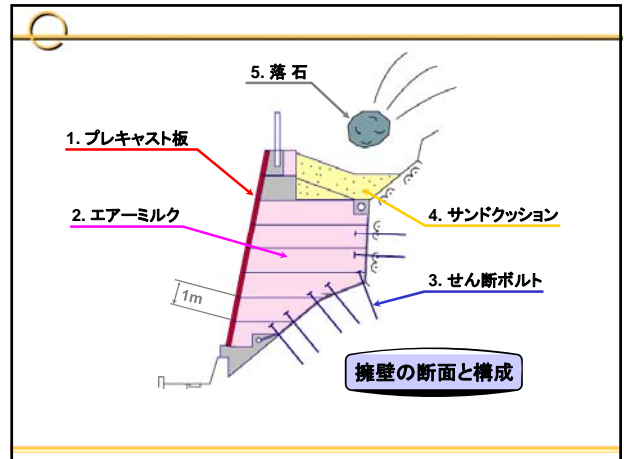 5. 落 石
1. プレキャスト板
2. エアーミルク
4. サンドクッション
3. せん断ボルト
1m
擁壁の断面と構成